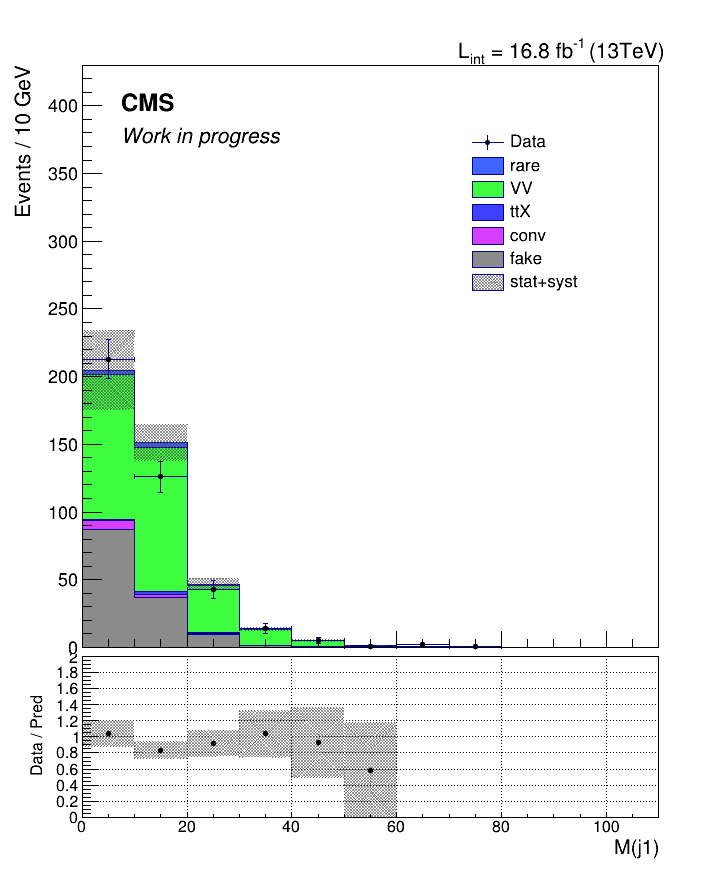 L_int = 16.8 fb^-1 (13TeV)
Events / 10 GeV
CMS
Work in progress
400
350
300
250
200
150
100
50
0
Data
rare
VV
ttX
conv
fake
stat+syst
Data / Pred
2
1.8
1.6
1.4
1.2
1
0.8
0.6
0.4
0.2
0
0 20 40 60 80 100
M(j1)